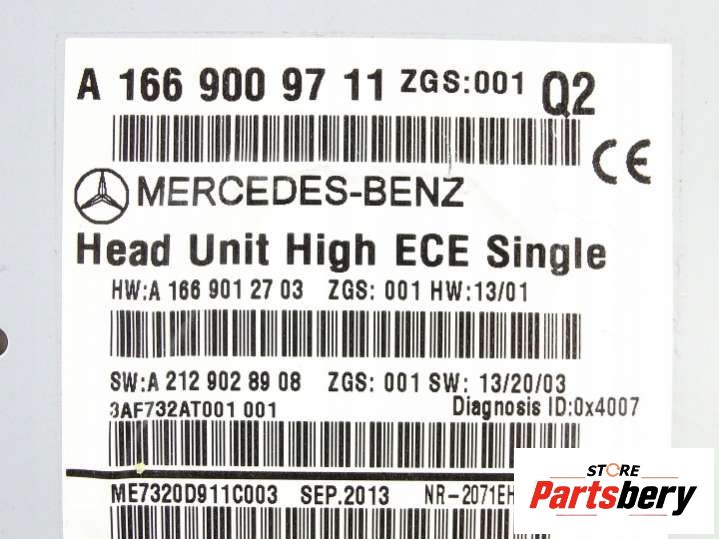 A 166 900 97 11 ZGS:001 Q2
CE
MERCEDES-BENZ
Head Unit High ECE Single
HW:A 166 901 27 03 ZGS: 001 HW:13/01
SW:A 212 902 89 08 ZGS: 001 SW: 13/20/03
3AF732AT001 001 Diagnosis ID:0x4007
ME7320D911C003 SEP.2013 NR-2071EH
STORE
Partsbery